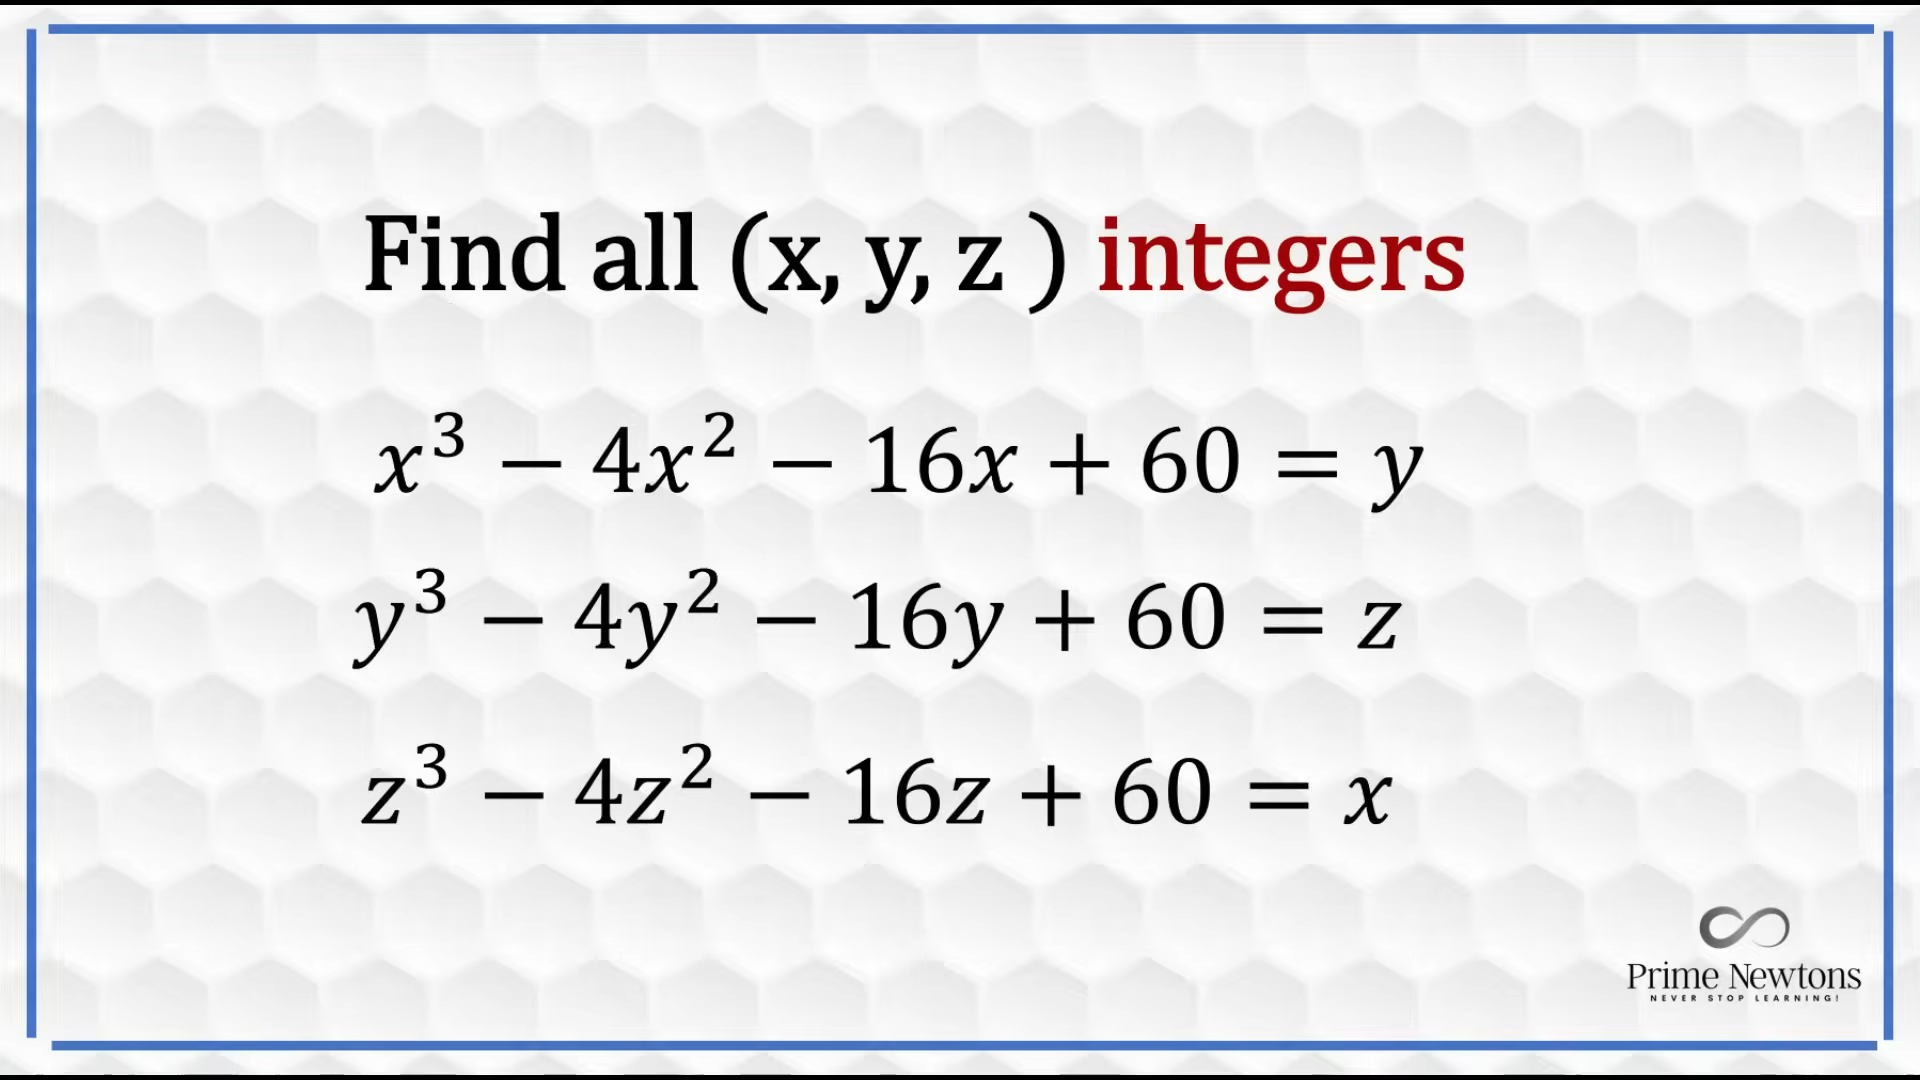 Find all (x, y, z ) integers
x³ − 4x² − 16x + 60 = y
y³ − 4y² − 16y + 60 = z
z³ − 4z² − 16z + 60 = x
Prime Newtons
NEVER STOP LEARNING!